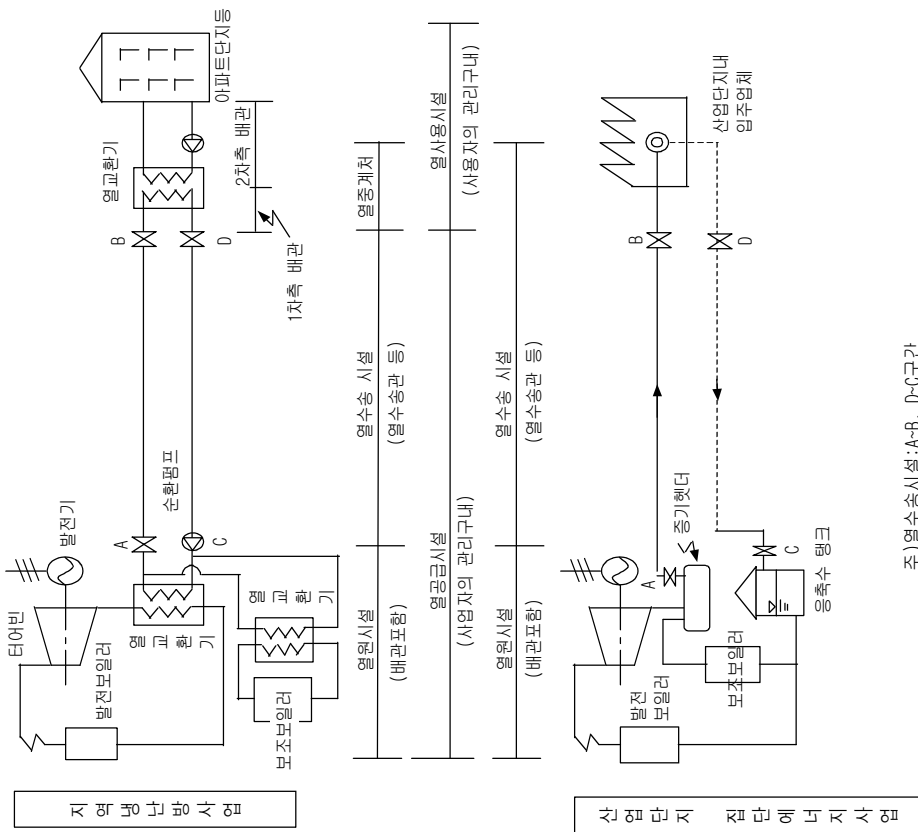 지역냉난방사업
터어빈
발전기
발전보일러
열교환기
열교환기
보조보일러
A
순환펌프
C
B
D
열교환기
아파트단지등
1차측 배관
2차측 배관
열원시설
(배관포함)
열수송 시설
(열수송관 등)
열중계처
열공급시설
(사업자의 관리구내)
열사용시설
(사용자의 관리구내)
열원시설
(배관포함)
열수송 시설
(열수송관 등)
산업단지 집단에너지사업
발전
보일러
보조보일러
증기헷더
A
B
C
D
응축수 탱크
산업단지내
입주업체
주)열수송시설:A~B, D~C구간